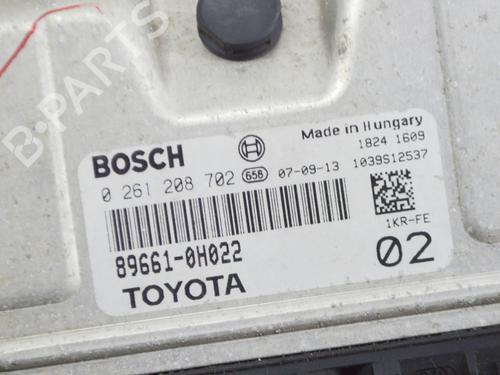 B-PARTS
Made in Hungary
BOSCH
1824 1609
0 261 208 702 658 07-09-13 1039S12537
1KR-FE
89661-0H022
02
TOYOTA